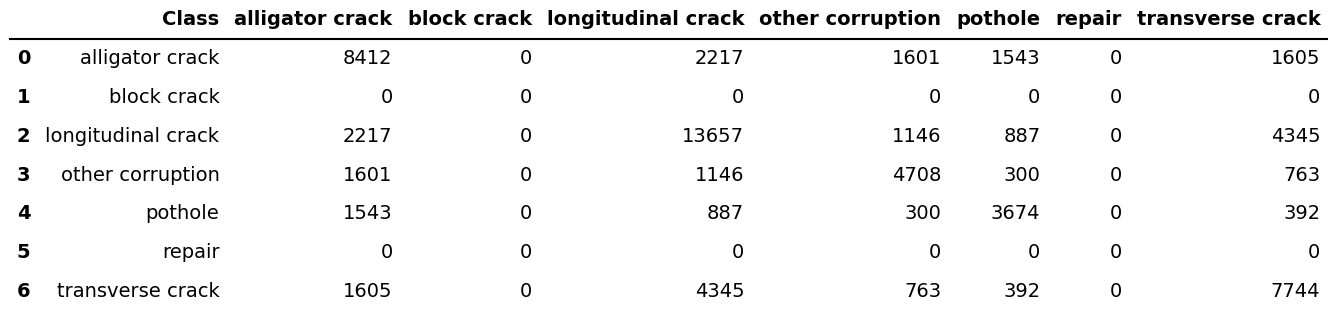 Class alligator crack block crack longitudinal crack other corruption pothole repair transverse crack
0 alligator crack 8412 0 2217 1601 1543 0 1605
1 block crack 0 0 0 0 0 0 0
2 longitudinal crack 2217 0 13657 1146 887 0 4345
3 other corruption 1601 0 1146 4708 300 0 763
4 pothole 1543 0 887 300 3674 0 392
5 repair 0 0 0 0 0 0 0
6 transverse crack 1605 0 4345 763 392 0 7744